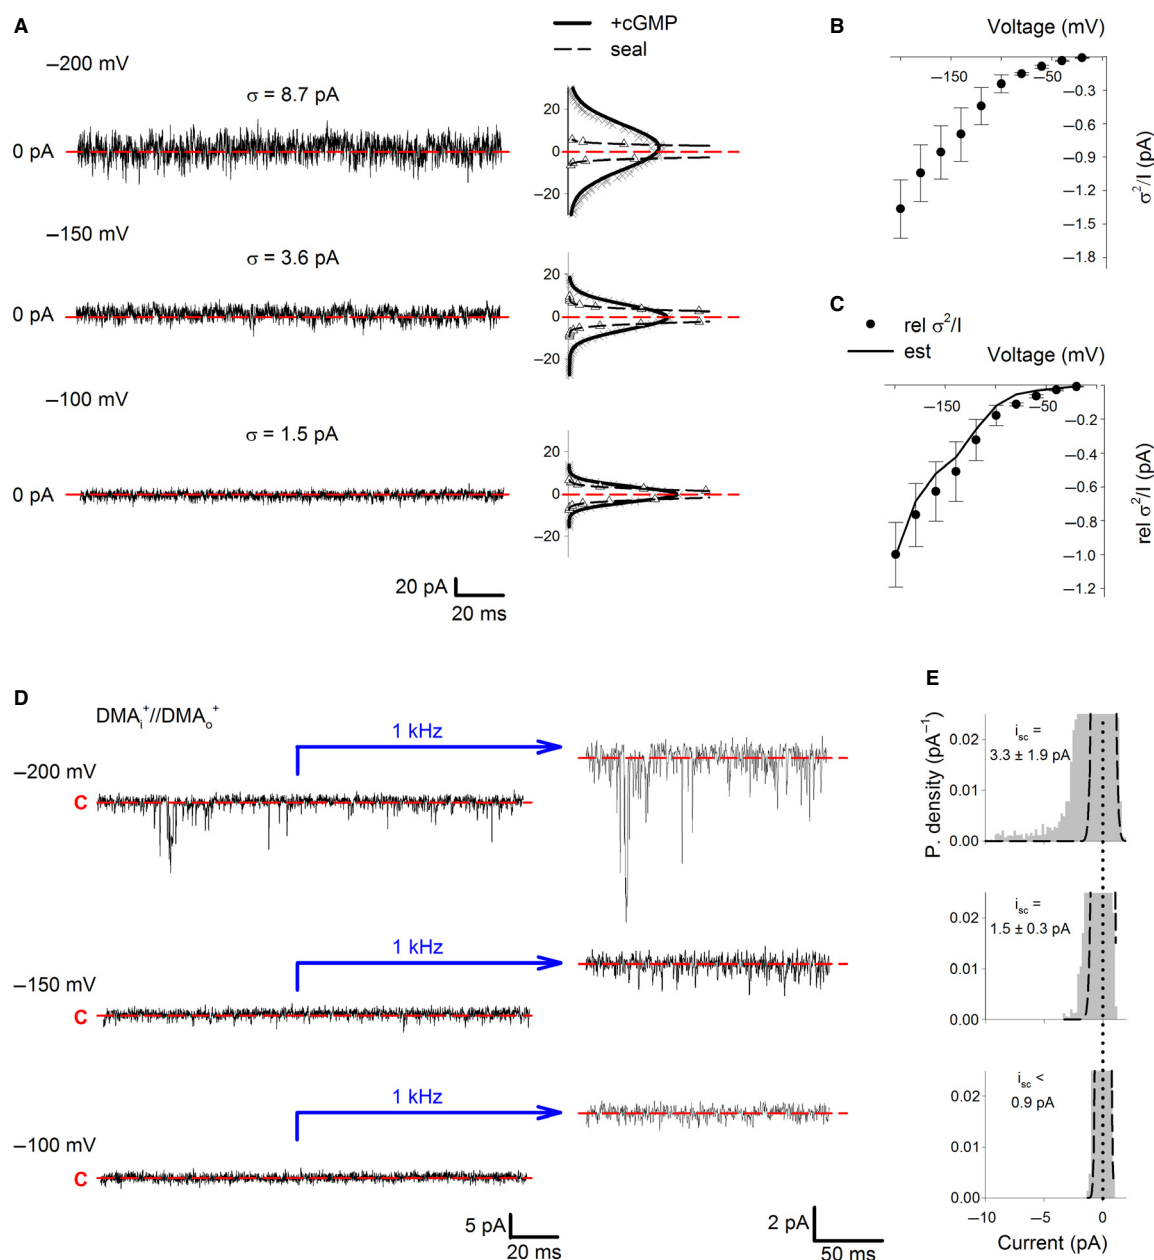 A
+cGMP
seal
−200 mV
σ = 8.7 pA
0 pA
20
0
−20
−150 mV
σ = 3.6 pA
0 pA
20
0
−20
−100 mV
σ = 1.5 pA
0 pA
20
0
−20
20 pA
20 ms
B
Voltage (mV)
−150
−50
−0.3
−0.6
−0.9
−1.2
−1.5
−1.8
σ²/I (pA)
C
rel σ²/I
est
Voltage (mV)
−150
−50
−0.2
−0.4
−0.6
−0.8
−1.0
−1.2
rel σ²/I (pA)
D
DMAᵢ⁺//DMAₒ⁺
−200 mV
C
1 kHz
−150 mV
C
1 kHz
−100 mV
C
1 kHz
5 pA
20 ms
2 pA
50 ms
E
P. density (pA⁻¹)
0.02
0.01
0.00
i_sc =
3.3 ± 1.9 pA
0.02
0.01
0.00
i_sc =
1.5 ± 0.3 pA
0.02
0.01
0.00
i_sc <
0.9 pA
−10
−5
0
Current (pA)